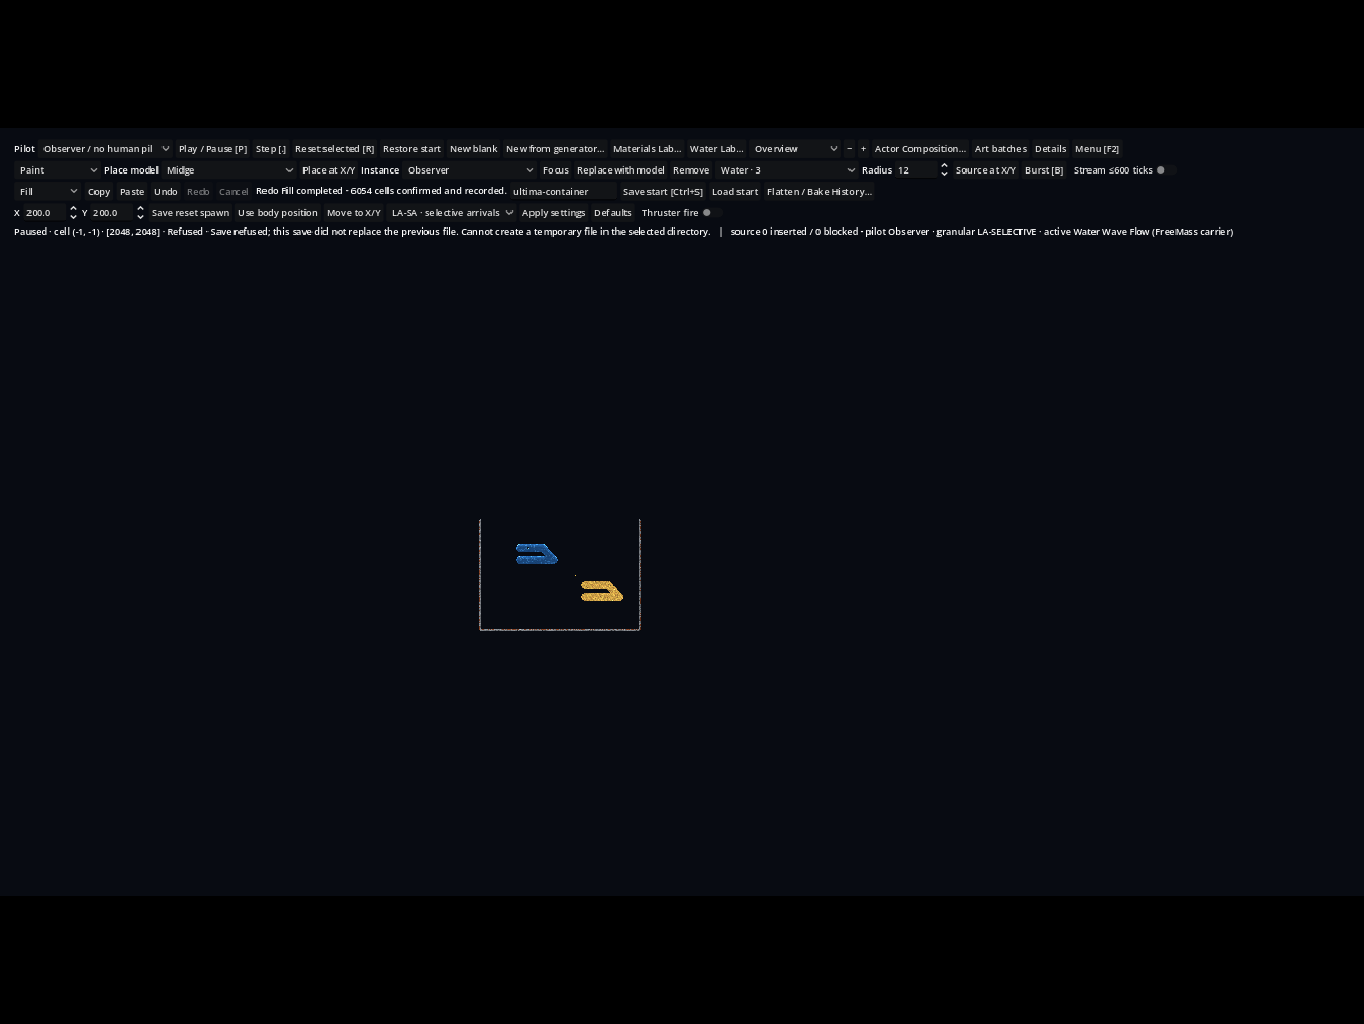 Pilot Observer / no human pil Play / Pause [P] Step [.] Reset selected [R] Restore start New blank New from generator... Materials Lab... Water Lab... Overview − + Actor Composition... Art batches Details Menu [F2]
Paint Place model Midge Place at X/Y Instance Observer Focus Replace with model Remove Water · 3 Radius 12 Source at X/Y Burst [B] Stream ≤600 ticks
Fill Copy Paste Undo Redo Cancel Redo Fill completed - 6054 cells confirmed and recorded. ultima-container Save start [Ctrl+S] Load start Flatten / Bake History...
X 200.0 Y 200.0 Save reset spawn Use body position Move to X/Y LA-SA · selective arrivals Apply settings Defaults Thruster fire
Paused · cell (-1, -1) · [2048, 2048] · Refused · Save refused; this save did not replace the previous file. Cannot create a temporary file in the selected directory. | source 0 inserted / 0 blocked · pilot Observer · granular LA-SELECTIVE · active Water Wave Flow (FreeMass carrier)